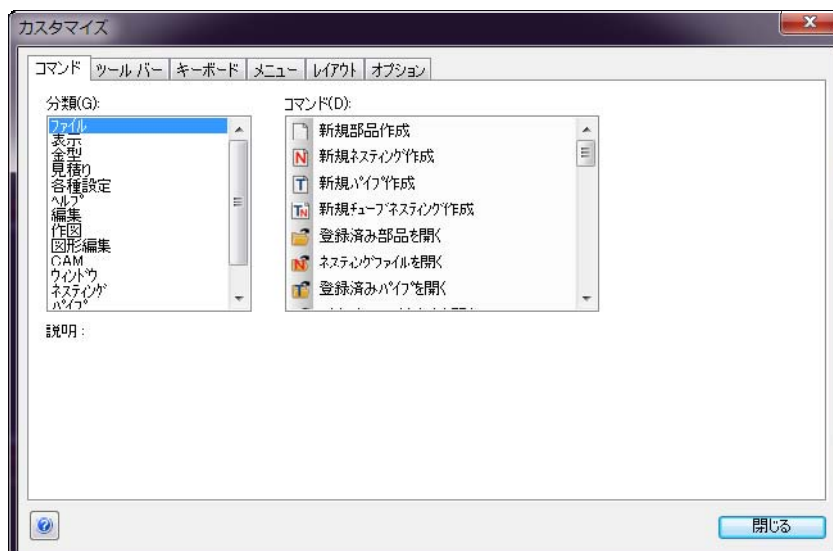 カスタマイズ
コマンド ツール バー キーボード メニュー レイアウト オプション
分類(G):
ファイル
表示
金型
見積り
各種設定
ヘルプ
編集
作図
図形編集
CAM
ウィンドウ
ネスティング
パイプ
コマンド(D):
新規部品作成
新規ネスティング作成
新規パイプ作成
新規チューブネスティング作成
登録済み部品を開く
ネスティングファイルを開く
登録済みパイプを開く
説明:
閉じる